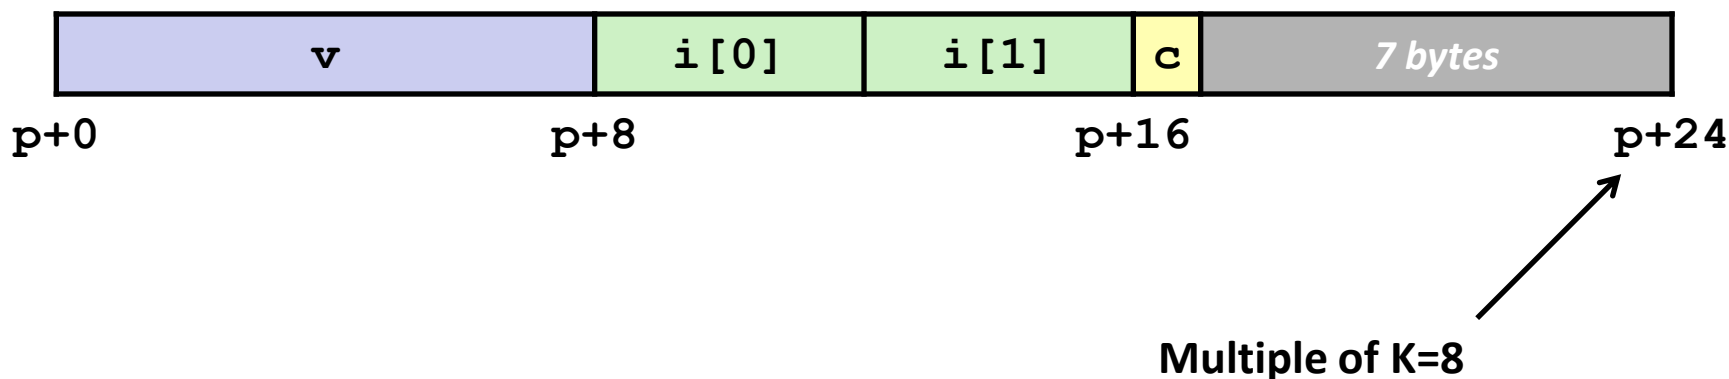 v i[0] i[1] c 7 bytes
p+0 p+8 p+16 p+24
Multiple of K=8